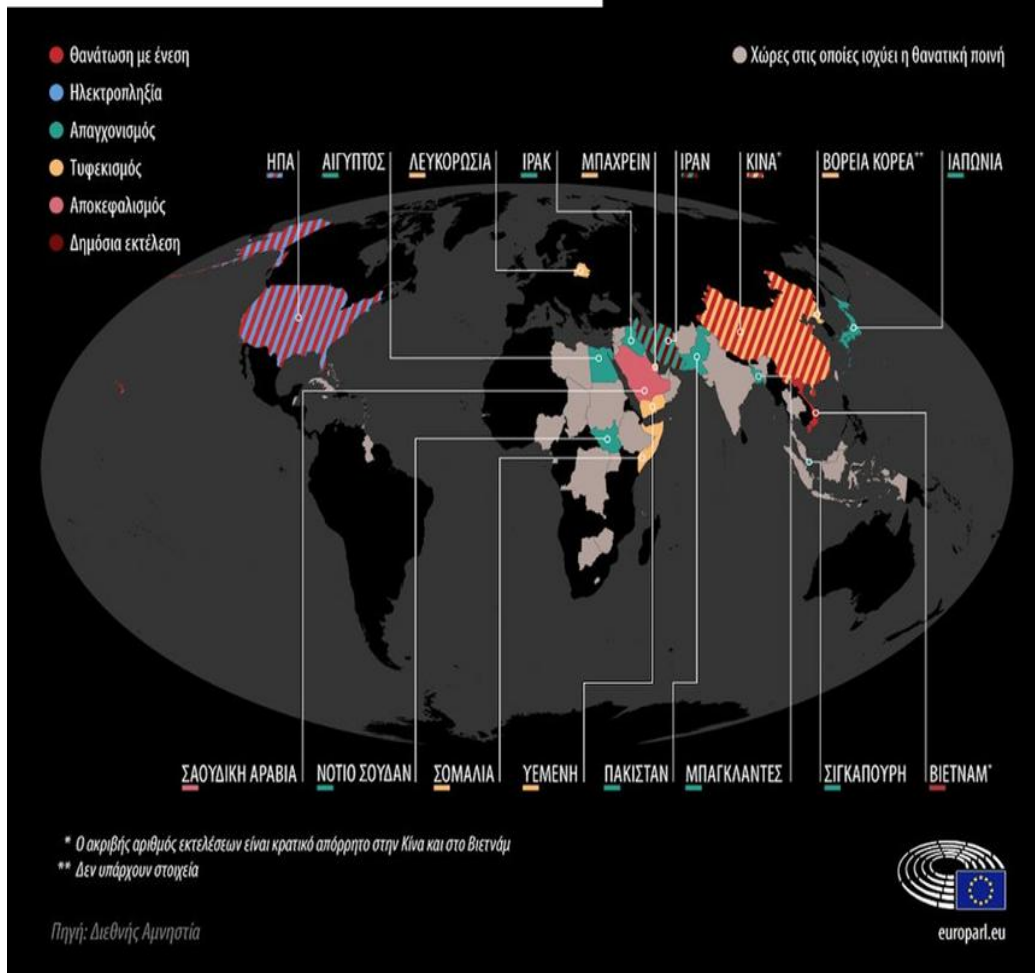 Θανάτωση με ένεση
Ηλεκτροπληξία
Απαγχονισμός
Τυφεκισμός
Αποκεφαλισμός
Δημόσια εκτέλεση
Χώρες στις οποίες ισχύει η θανατική ποινή
ΗΠΑ ΑΙΓΥΠΤΟΣ ΛΕΥΚΟΡΩΣΙΑ ΙΡΑΚ ΜΠΑΧΡΕΙΝ ΙΡΑΝ ΚΙΝΑ* ΒΟΡΕΙΑ ΚΟΡΕΑ** ΙΑΠΩΝΙΑ
ΣΑΟΥΔΙΚΗ ΑΡΑΒΙΑ ΝΟΤΙΟ ΣΟΥΔΑΝ ΣΟΜΑΛΙΑ ΥΕΜΕΝΗ ΠΑΚΙΣΤΑΝ ΜΠΑΓΚΛΑΝΤΕΣ ΣΙΓΚΑΠΟΥΡΗ ΒΙΕΤΝΑΜ*
* Ο ακριβής αριθμός εκτελέσεων είναι κρατικό απόρρητο στην Κίνα και στο Βιετνάμ
** Δεν υπάρχουν στοιχεία
Πηγή: Διεθνής Αμνηστία
europarl.eu